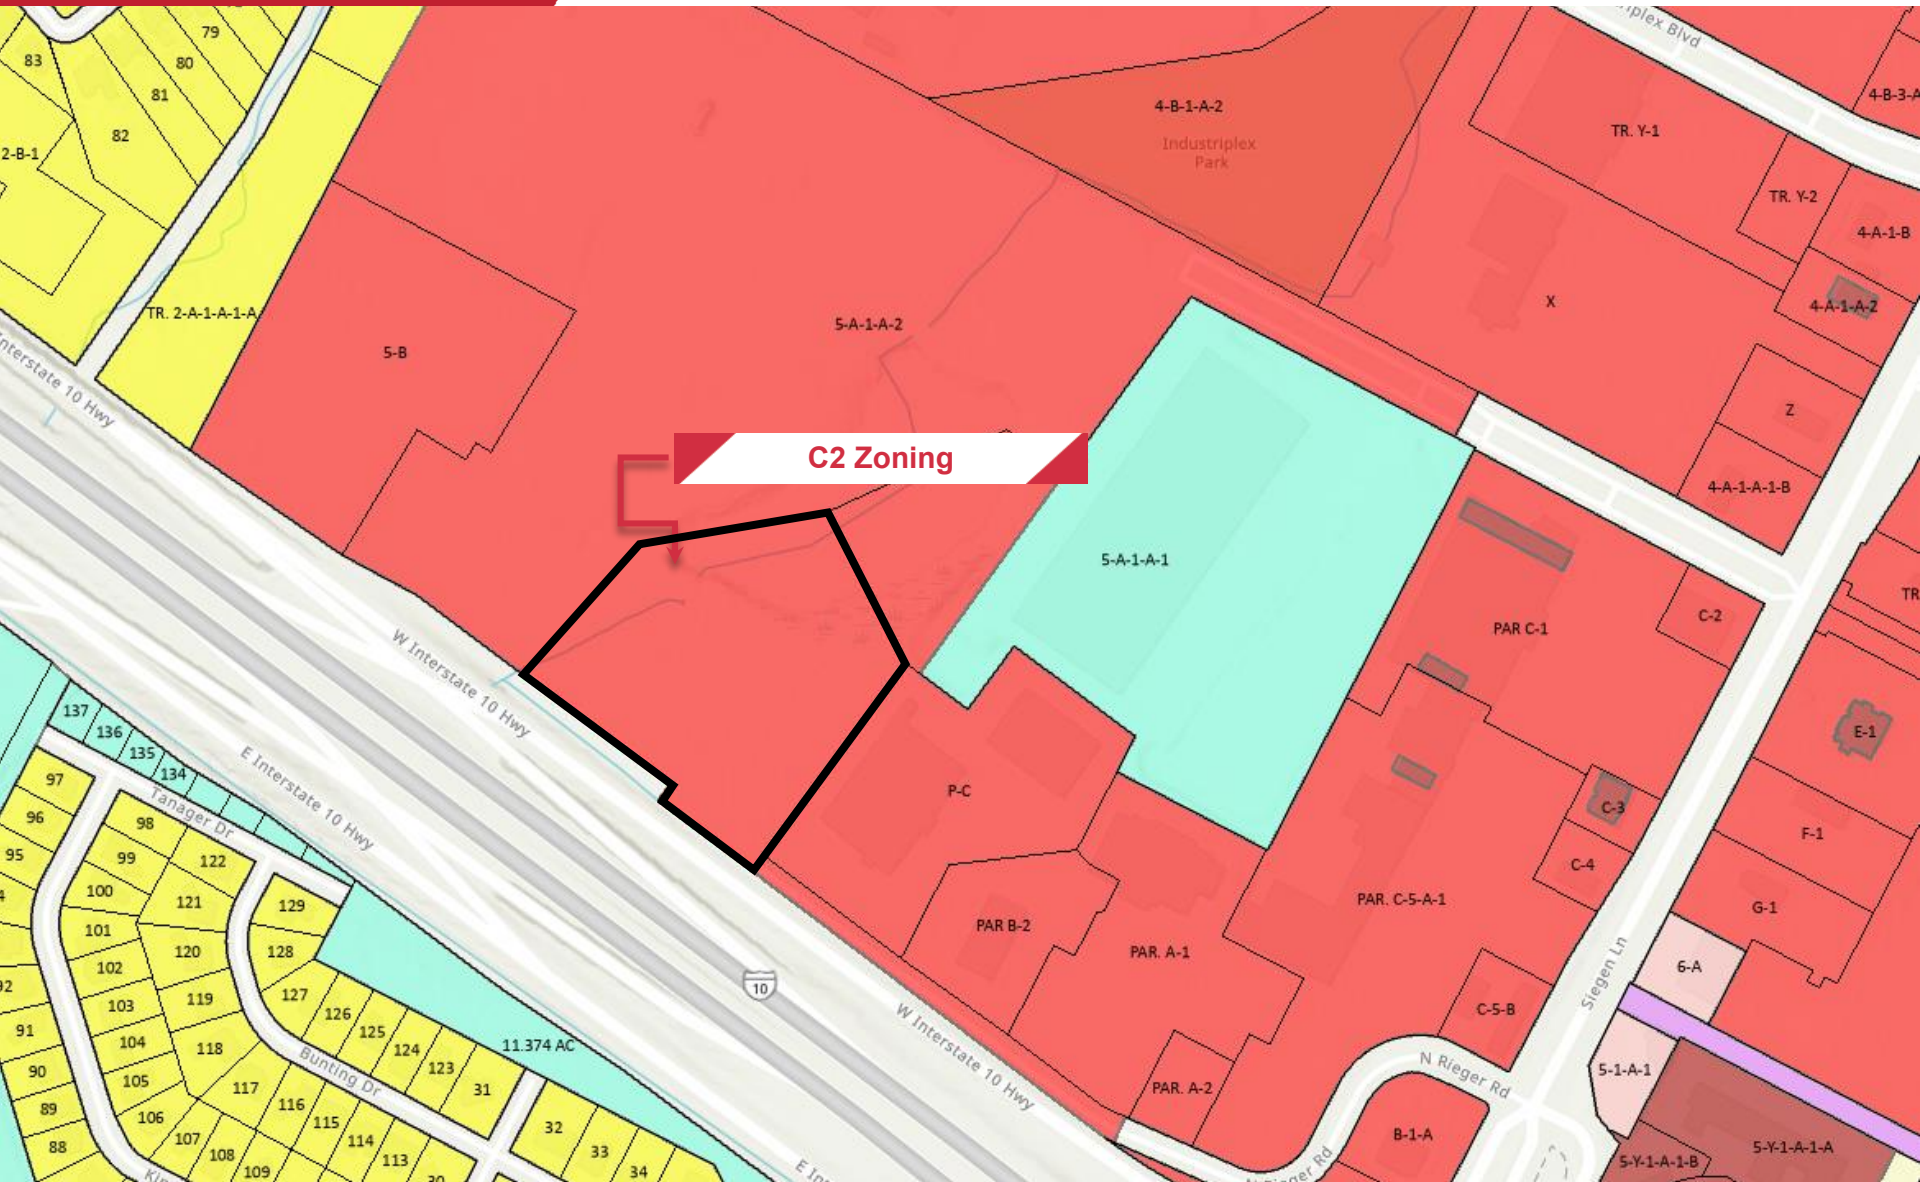 79
80
81
82
83
2-B-1
TR. 2-A-1-A-1-A
5-B
5-A-1-A-2
4-B-1-A-2
Industriplex
Park
TR. Y-1
TR. Y-2
4-B-3-A
4-A-1-B
4-A-1-A-2
X
Z
4-A-1-A-1-B
C2 Zoning
5-A-1-A-1
PAR C-1
C-2
TR
E-1
C-3
C-4
F-1
G-1
P-C
PAR B-2
PAR. A-1
PAR. C-5-A-1
C-5-B
6-A
Siegen Ln
5-1-A-1
N Rieger Rd
PAR. A-2
B-1-A
5-Y-1-A-1-A
5-Y-1-A-1-B
Interstate 10 Hwy
W Interstate 10 Hwy
E Interstate 10 Hwy
10
W Interstate 10 Hwy
137
136
135
134
Tanager Dr
97
96
95
98
99
122
100
121
129
101
120
128
102
103
119
127
126
125
124
123
31
11.374 AC
91
104
118
Bunting Dr
90
105
117
89
106
116
115
88
107
114
108
113
109
32
33
34